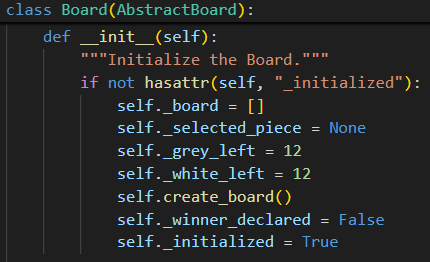 class Board(AbstractBoard):
    def __init__(self):
        """Initialize the Board."""
        if not hasattr(self, "_initialized"):
            self._board = []
            self._selected_piece = None
            self._grey_left = 12
            self._white_left = 12
            self.create_board()
            self._winner_declared = False
            self._initialized = True